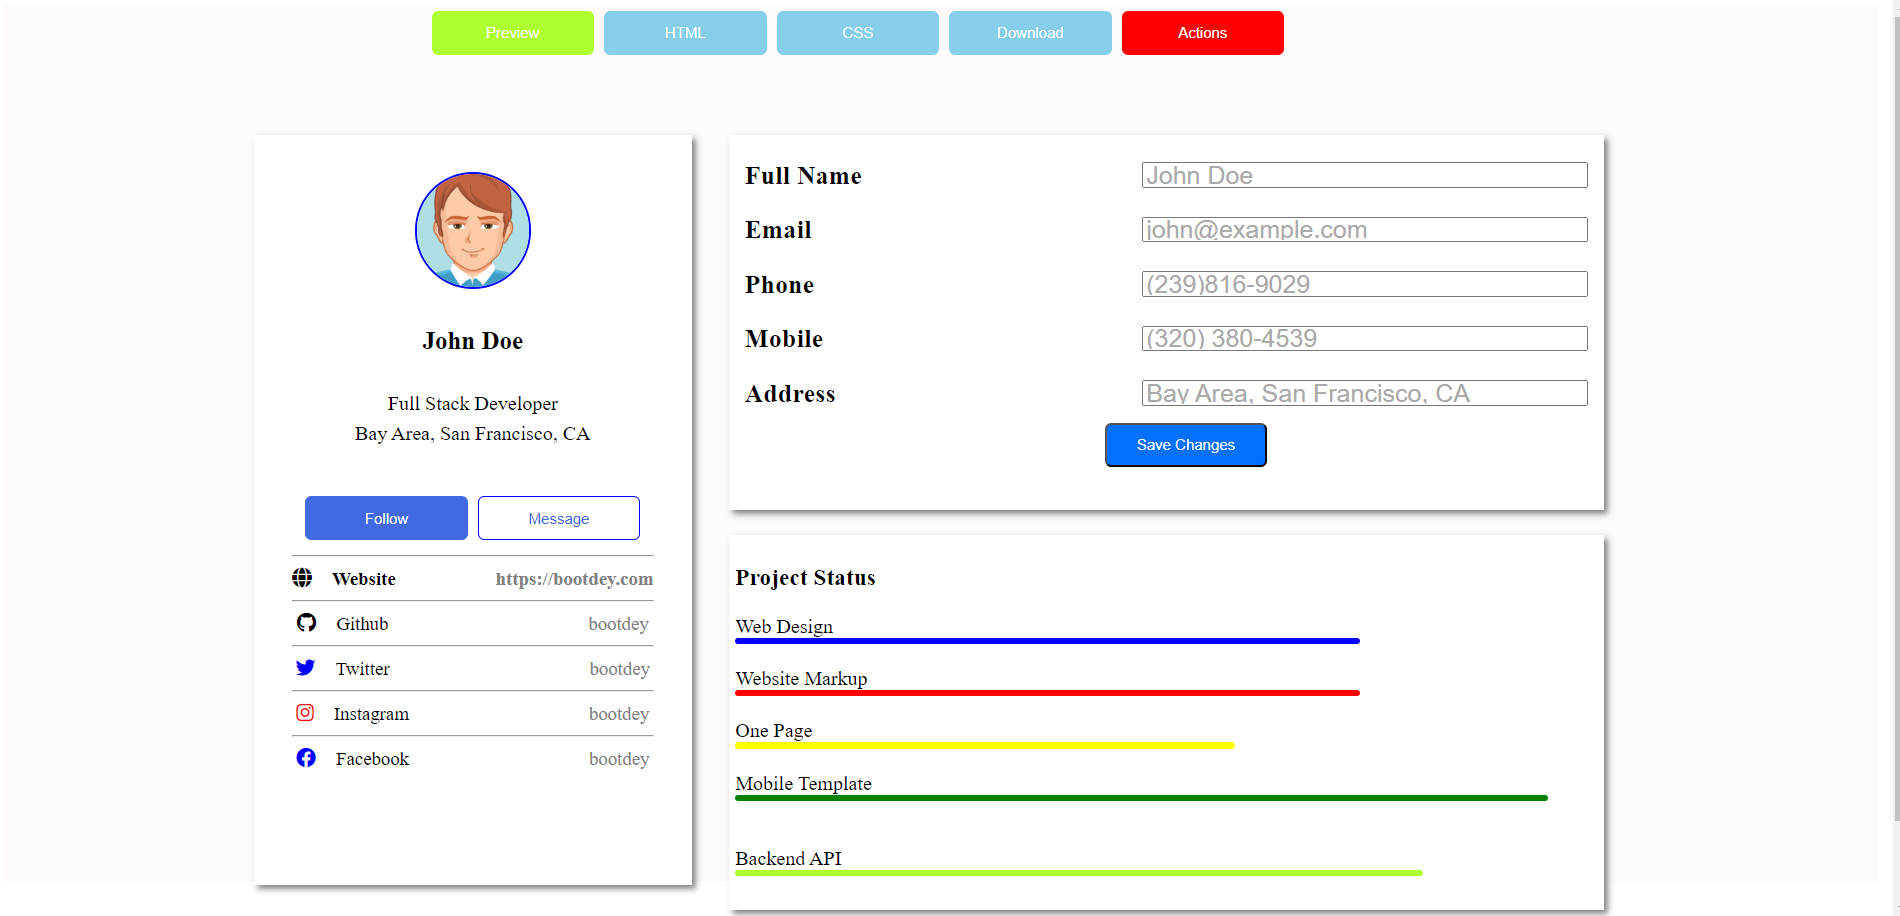 Preview
HTML
CSS
Download
Actions
John Doe
Full Stack Developer
Bay Area, San Francisco, CA
Follow
Message
Website https://bootdey.com
Github bootdey
Twitter bootdey
Instagram bootdey
Facebook bootdey
Full Name John Doe
Email john@example.com
Phone (239)816-9029
Mobile (320) 380-4539
Address Bay Area, San Francisco, CA
Save Changes
Project Status
Web Design
Website Markup
One Page
Mobile Template
Backend API